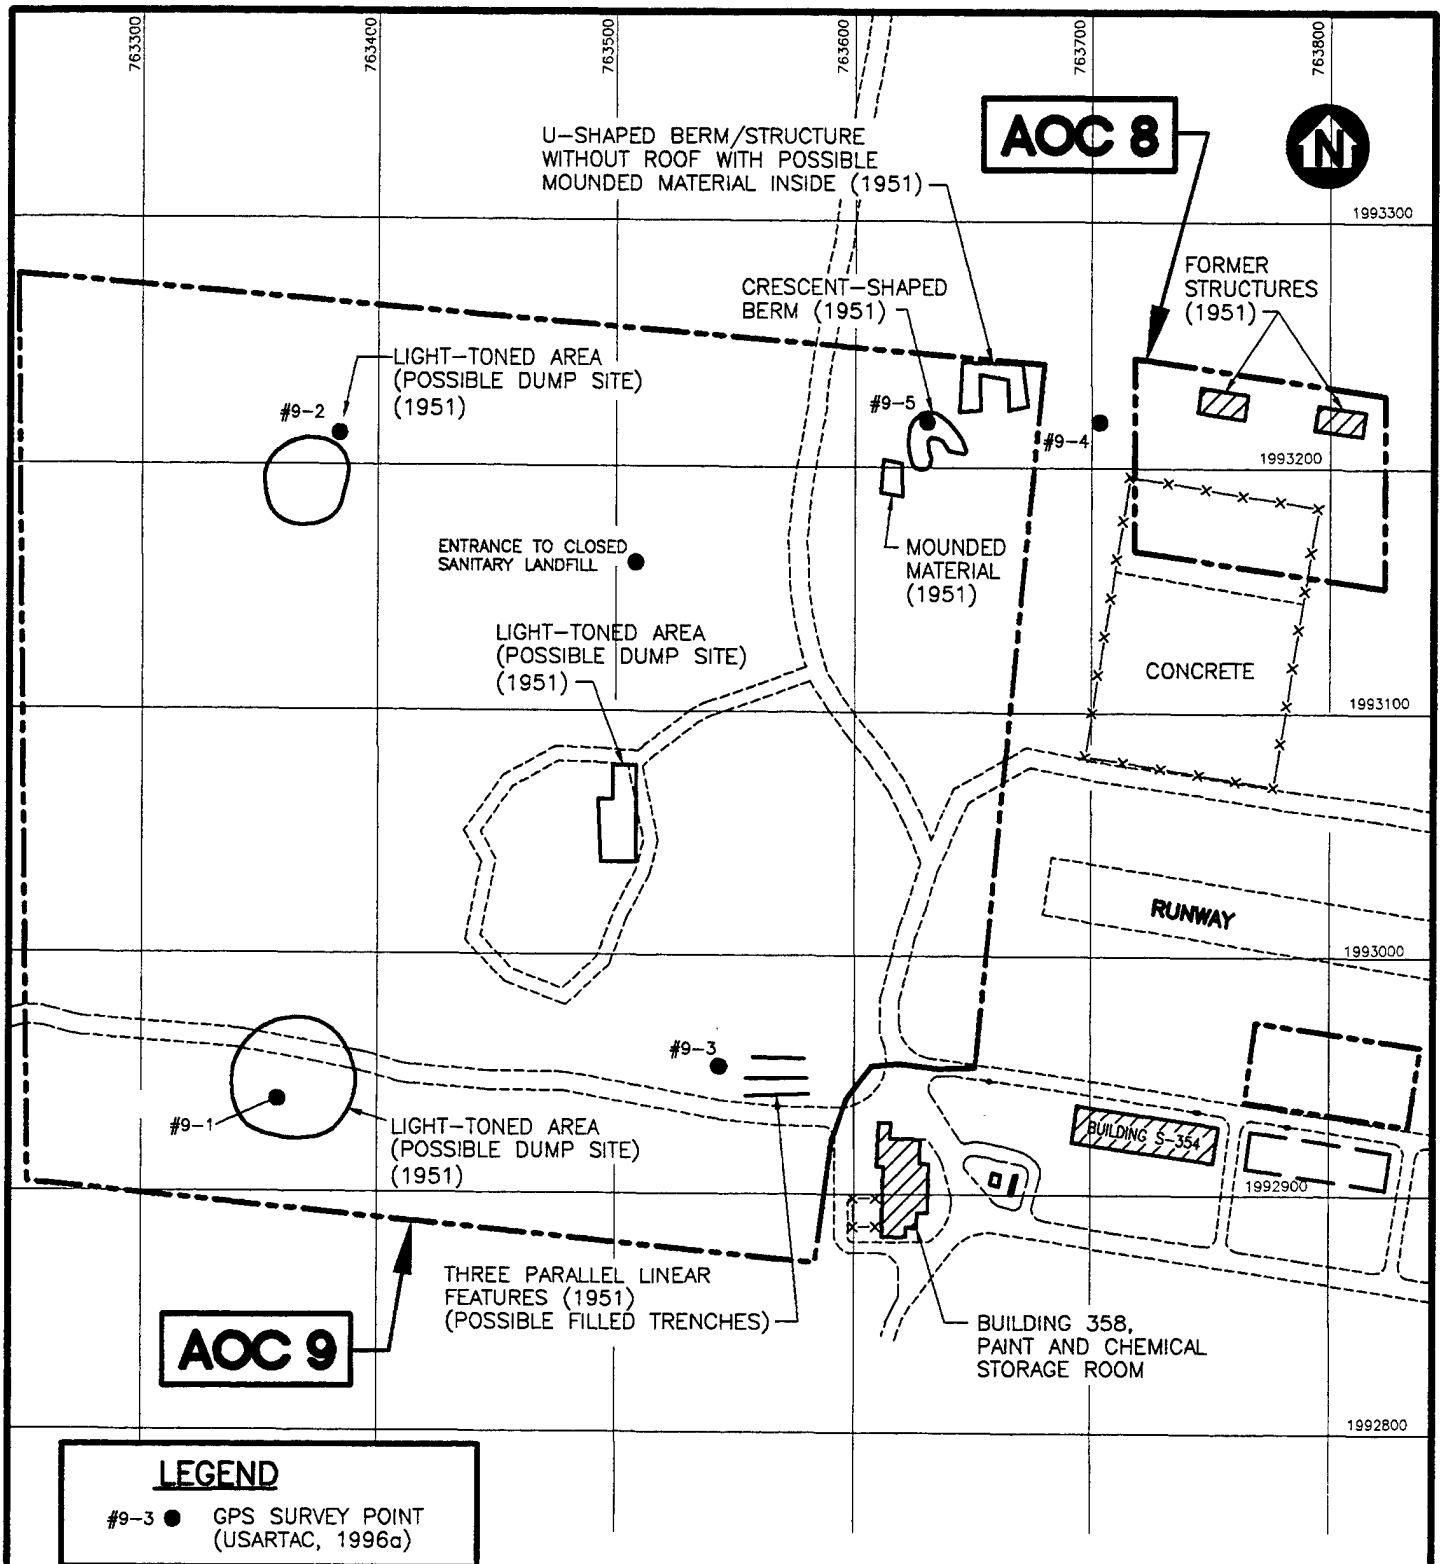 763300
763400
763500
763600
763700
763800
U-SHAPED BERM/STRUCTURE
WITHOUT ROOF WITH POSSIBLE
MOUNDED MATERIAL INSIDE (1951)
AOC 8
N
1993300
FORMER
STRUCTURES
(1951)
CRESCENT-SHAPED
BERM (1951)
LIGHT-TONED AREA
(POSSIBLE DUMP SITE)
(1951)
#9-2
#9-5
#9-4
1993200
ENTRANCE TO CLOSED
SANITARY LANDFILL
MOUNDED
MATERIAL
(1951)
LIGHT-TONED AREA
(POSSIBLE DUMP SITE)
(1951)
CONCRETE
1993100
RUNWAY
1993000
#9-3
#9-1
LIGHT-TONED AREA
(POSSIBLE DUMP SITE)
(1951)
BUILDING S-354
1992900
THREE PARALLEL LINEAR
FEATURES (1951)
(POSSIBLE FILLED TRENCHES)
AOC 9
BUILDING 358,
PAINT AND CHEMICAL
STORAGE ROOM
1992800
LEGEND
#9-3 GPS SURVEY POINT
(USARTAC, 1996a)